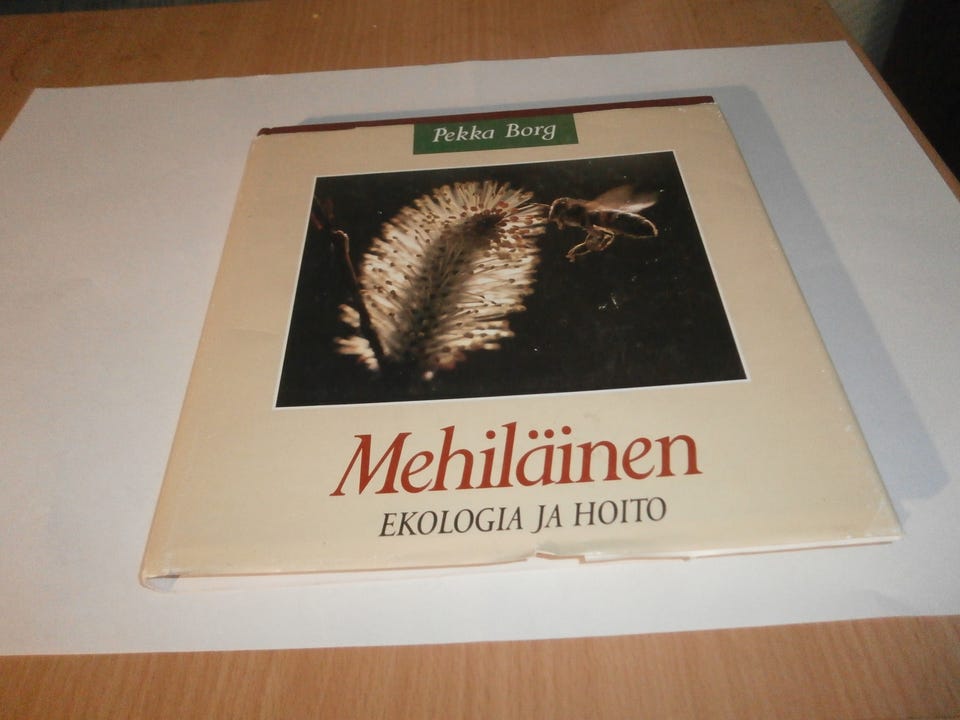 Pekka Borg
Mehiläinen
EKOLOGIA JA HOITO